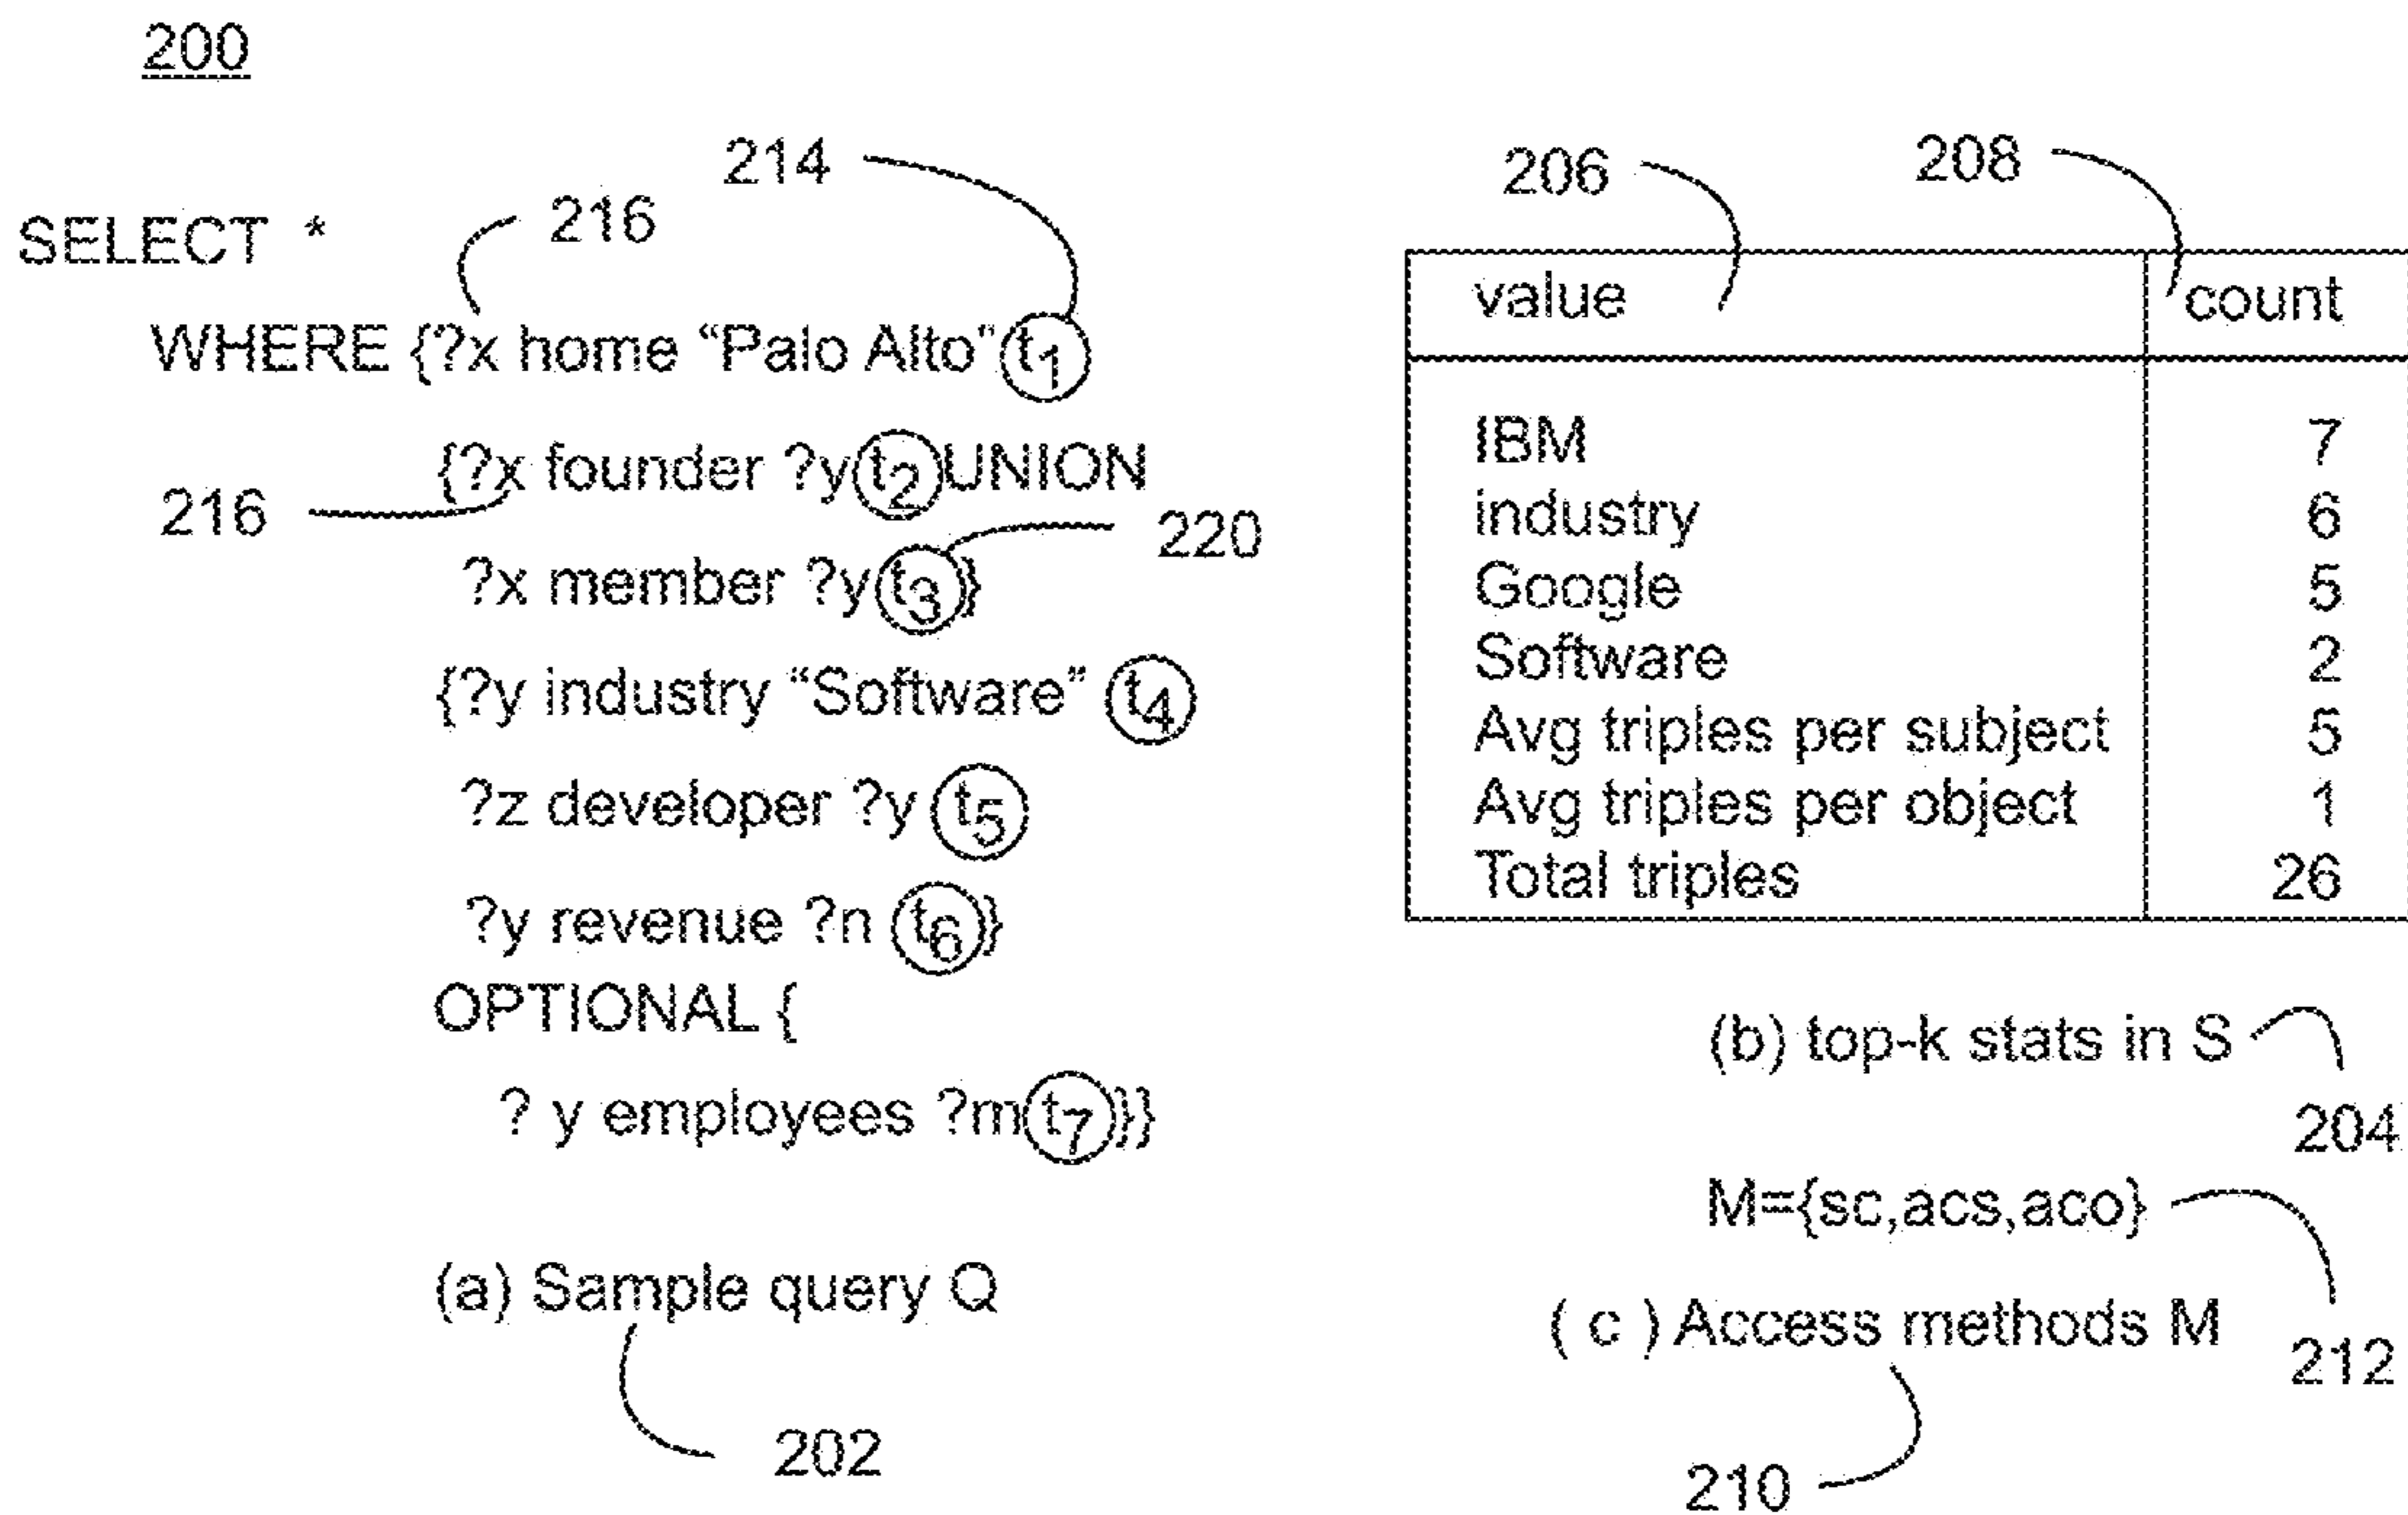 200
214
216
SELECT *
WHERE {?x home “Palo Alto” t1
{?x founder ?y t2 UNION
216
220
?x member ?y t3}
{?y industry “Software” t4
?z developer ?y t5
?y revenue ?n t6}
OPTIONAL {
? y employees ?m t7}}
(a) Sample query Q
202
206
208
value count
IBM 7
industry 6
Google 5
Software 2
Avg triples per subject 5
Avg triples per object 1
Total triples 26
(b) top-k stats in S
204
M={sc,acs,aco}
( c ) Access methods M
212
210